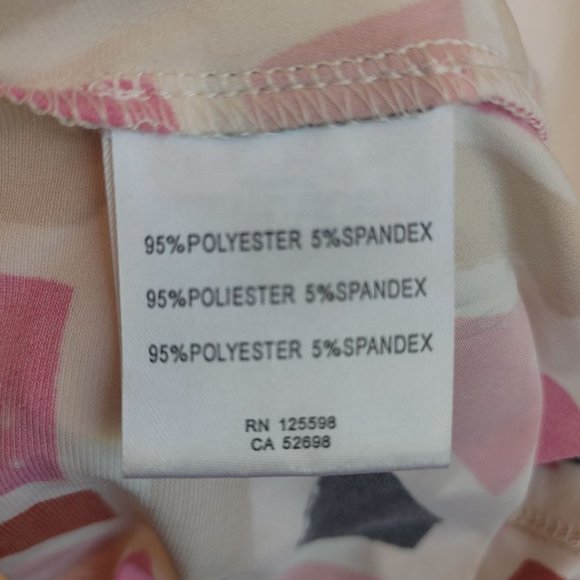 95%POLYESTER 5%SPANDEX
95%POLIESTER 5%SPANDEX
95%POLYESTER 5%SPANDEX
RN 125598
CA 52698